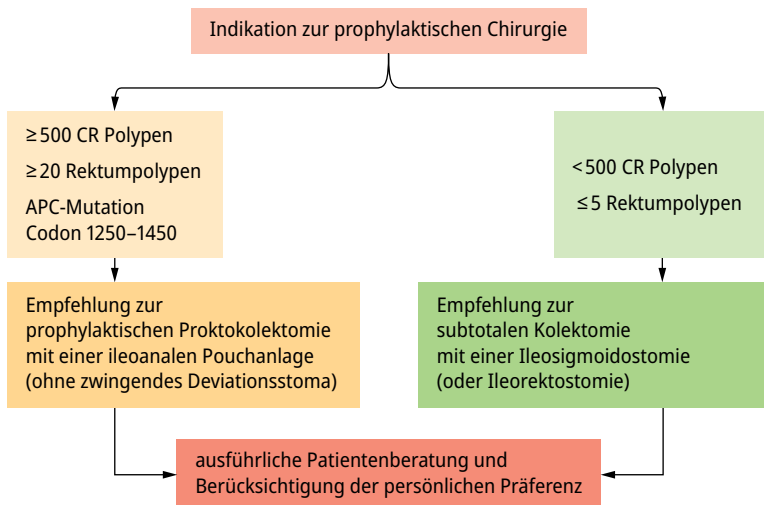 Indikation zur prophylaktischen Chirurgie
≥500 CR Polypen
≥20 Rektumpolypen
APC-Mutation
Codon 1250–1450
<500 CR Polypen
≤5 Rektumpolypen
Empfehlung zur
prophylaktischen Proktokolektomie
mit einer ileoanalen Pouchanlage
(ohne zwingendes Deviationsstoma)
Empfehlung zur
subtotalen Kolektomie
mit einer Ileosigmoidostomie
(oder Ileorektostomie)
ausführliche Patientenberatung und
Berücksichtigung der persönlichen Präferenz